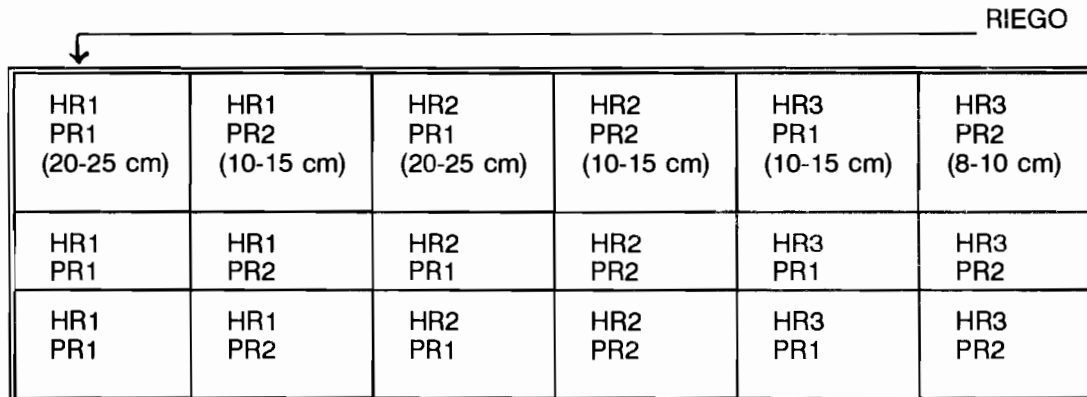 RIEGO
HR1 HR1 HR2 HR2 HR3 HR3
PR1 PR2 PR1 PR2 PR1 PR2
(20-25 cm) (10-15 cm) (20-25 cm) (10-15 cm) (10-15 cm) (8-10 cm)
HR1 HR1 HR2 HR2 HR3 HR3
PR1 PR2 PR1 PR2 PR1 PR2
HR1 HR1 HR2 HR2 HR3 HR3
PR1 PR2 PR1 PR2 PR1 PR2